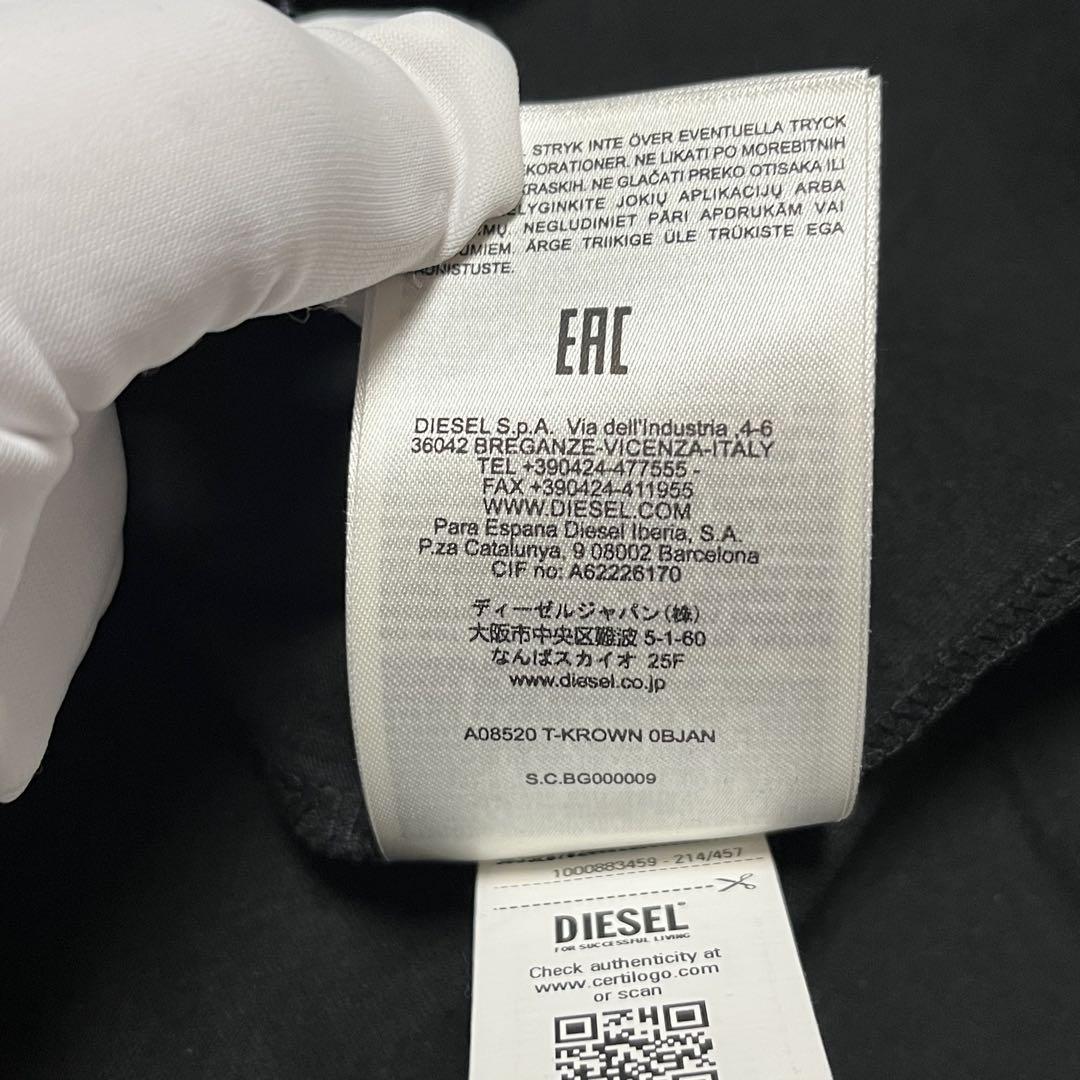 STRYK INTE ÖVER EVENTUELLA TRYCK
KORATIONER. NE LIKATI PO MOREBITNIH
KRASKIH. NE GLAČATI PREKO OTISAKA ILI
ELYGINKITE JOKIŲ APLIKACIJŲ ARBA
MŲ. NEGLUDINIET PĀRI APDRUKĀM VAI
UMIEM. ÄRGE TRIIKIGE ÜLE TRÜKISTE EGA
UNISTUSTE.
EAC
DIESEL S.p.A. Via dell'Industria ,4-6
36042 BREGANZE-VICENZA-ITALY
TEL +390424-477555 -
FAX +390424-411955
WWW.DIESEL.COM
Para Espana Diesel Iberia, S.A.
P.za Catalunya, 9 08002 Barcelona
CIF no: A62226170
ディーゼルジャパン(株)
大阪市中央区難波 5-1-60
なんばスカイオ 25F
www.diesel.co.jp
A08520 T-KROWN 0BJAN
S.C.BG000009
1000883459 - 214/457
DIESEL
FOR SUCCESSFUL LIVING
Check authenticity at
www.certilogo.com
or scan